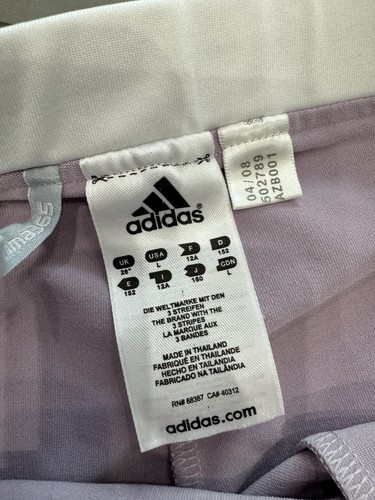 adidas
UK USA F D
28" L 12A 152
E I J CDN
152 12A 150 L
DIE WELTMARKE MIT DEN
3 STREIFEN
THE BRAND WITH THE
3 STRIPES
LA MARQUE AUX
3 BANDES
MADE IN THAILAND
FABRIQUÉ EN THAILANDE
HECHO EN TAILANDIA
FABRICADO NA TAILÂNDIA
RN# 88387 CA# 40312
adidas.com
04/08
602789
AZB001